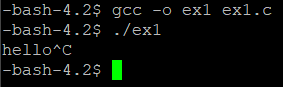 -bash-4.2$ gcc -o ex1 ex1.c
-bash-4.2$ ./ex1
hello^C
-bash-4.2$